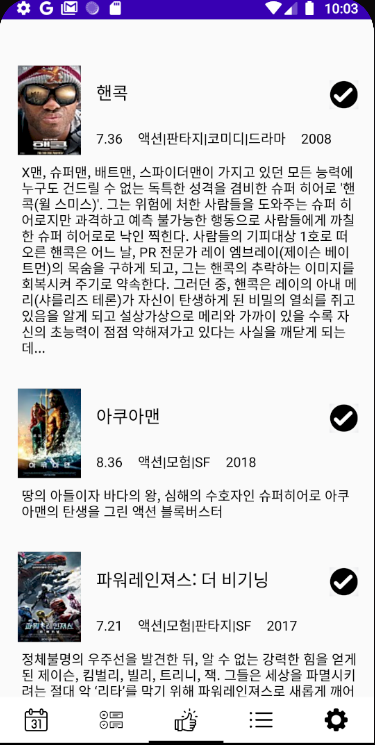 10:03
핸콕
핸콕
7.36 액션|판타지|코미디|드라마 2008
X맨, 슈퍼맨, 배트맨, 스파이더맨이 가지고 있던 모든 능력에
누구도 건드릴 수 없는 독특한 성격을 겸비한 슈퍼 히어로 '핸
콕(윌 스미스)'. 그는 위험에 처한 사람들을 도와주는 슈퍼 히
어로지만 과격하고 예측 불가능한 행동으로 사람들에게 까칠
한 슈퍼 히어로로 낙인 찍힌다. 사람들의 기피대상 1호로 떠
오른 핸콕은 어느 날, PR 전문가 레이 엠브레이(제이슨 베이
트먼)의 목숨을 구하게 되고, 그는 핸콕의 추락하는 이미지를
회복시켜 주기로 약속한다. 그러던 중, 핸콕은 레이의 아내 메
리(샤를리즈 테론)가 자신이 탄생하게 된 비밀의 열쇠를 쥐고
있음을 알게 되고 설상가상으로 메리와 가까이 있을 수록 자
신의 초능력이 점점 약해져가고 있다는 사실을 깨닫게 되는
데...
아쿠아맨
아쿠아맨
8.36 액션|모험|SF 2018
땅의 아들이자 바다의 왕, 심해의 수호자인 슈퍼히어로 아쿠
아맨의 탄생을 그린 액션 블록버스터
파워레인져스
파워레인져스: 더 비기닝
7.21 액션|모험|판타지|SF 2017
정체불명의 우주선을 발견한 뒤, 알 수 없는 강력한 힘을 얻게
된 제이슨, 킴벌리, 빌리, 트리니, 잭. 그들은 세상을 파멸시키
려는 절대 악 ‘리타’를 막기 위해 파워레인져스로 새롭게 깨어
31